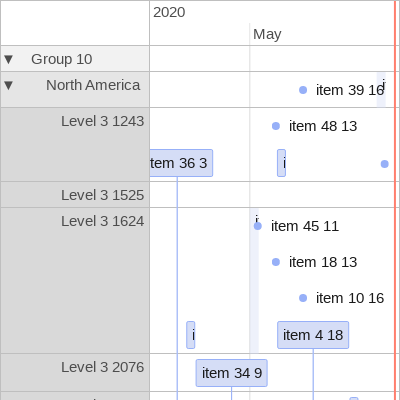 2020
May
▼ Group 10
▼ North America
item 39 16
i
Level 3 1243
item 48 13
tem 36 3
i
Level 3 1525
Level 3 1624
i
item 45 11
item 18 13
item 10 16
i
item 4 18
Level 3 2076
item 34 9